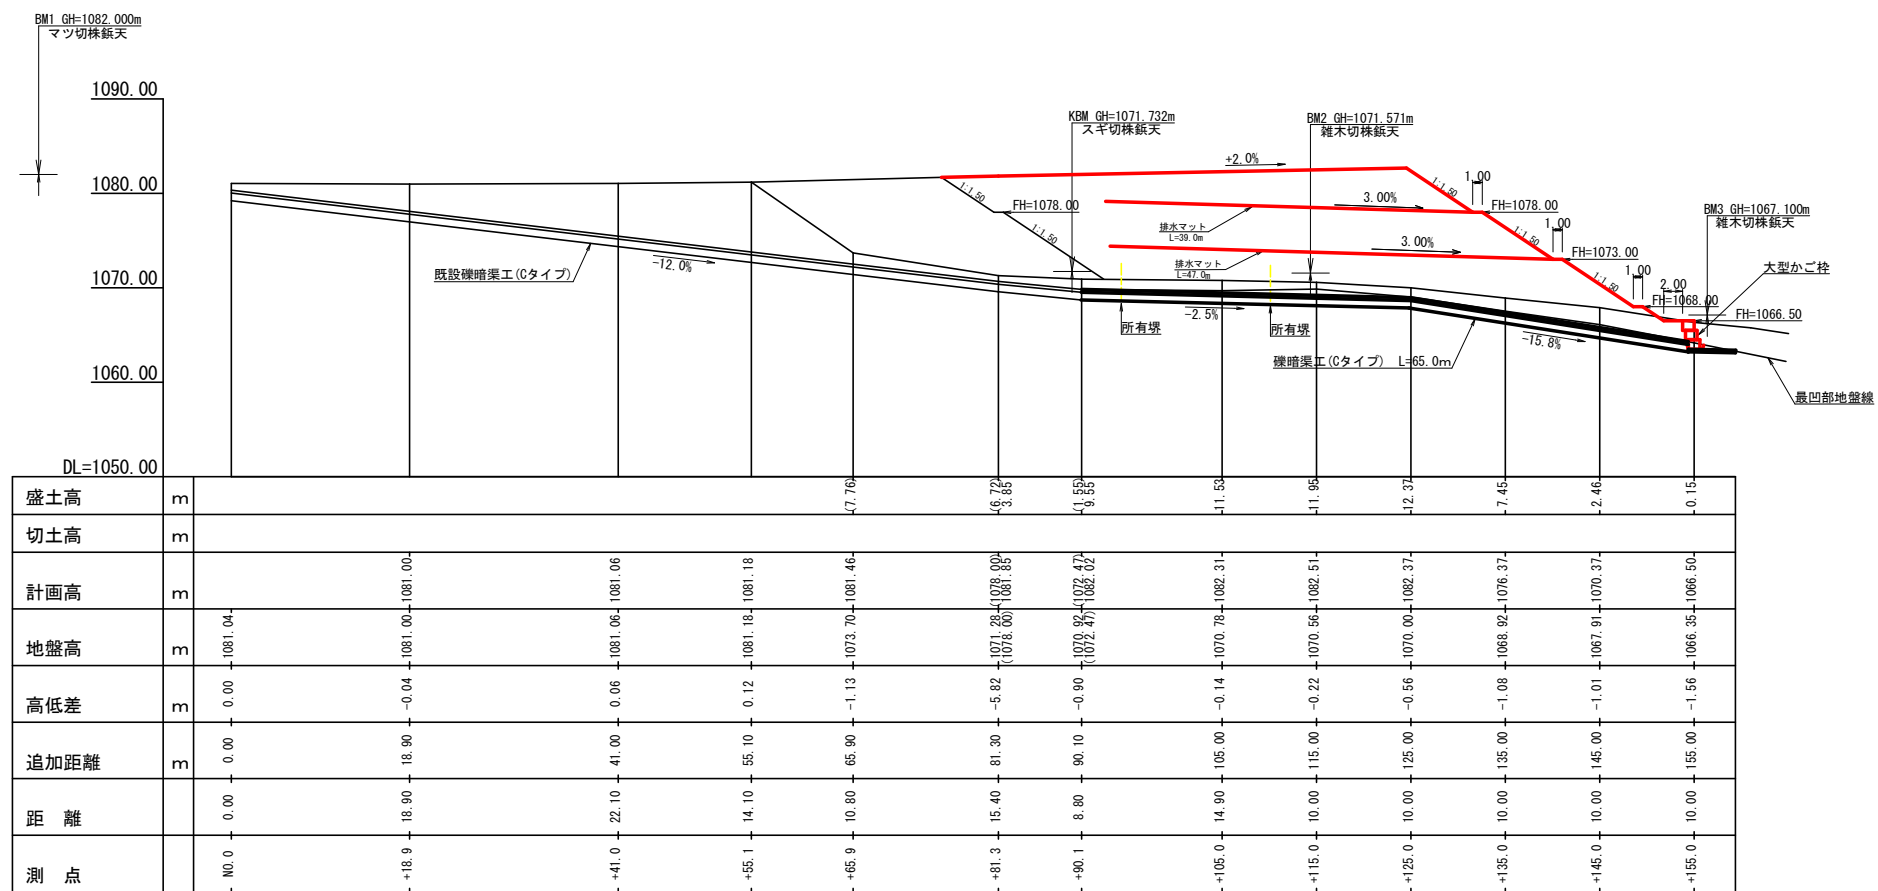 BM1 GH=1082.000m
マツ切株鋲天
1090.00
1080.00
1070.00
1060.00
DL=1050.00
KBM GH=1071.732m
スギ切株鋲天
BM2 GH=1071.571m
雑木切株鋲天
BM3 GH=1067.100m
雑木切株鋲天
+2.0%
1:1.50
FH=1078.00
1:1.50
3.00%
排水マット
L=39.0m
3.00%
排水マット
L=47.0m
1:1.50
1.00
FH=1078.00
1:1.50
1.00
FH=1073.00
1:1.50
1.00
2.00
FH=1068.00
FH=1066.50
大型かご枠
既設礫暗渠工(Cタイプ)
-12.0%
所有堺
-2.5%
所有堺
礫暗渠工(Cタイプ) L=65.0m
-15.8%
最凹部地盤線
盛土高 m (7.76) (6.72) 3.85 (1.55) 9.55 11.53 11.95 12.37 7.45 2.46 0.15
切土高 m
計画高 m 1081.00 1081.06 1081.18 1081.46 (1078.00) 1081.85 (1072.47) 1082.02 1082.31 1082.51 1082.37 1076.37 1070.37 1066.50
地盤高 m 1081.04 1081.00 1081.06 1081.18 1073.70 1071.28 (1078.00) 1070.92 (1072.47) 1070.78 1070.56 1070.00 1068.92 1067.91 1066.35
高低差 m 0.00 -0.04 0.06 0.12 -1.13 -5.82 -0.90 -0.14 -0.22 -0.56 -1.08 -1.01 -1.56
追加距離 m 0.00 18.90 41.00 55.10 65.90 81.30 90.10 105.00 115.00 125.00 135.00 145.00 155.00
距 離 0.00 18.90 22.10 14.10 10.80 15.40 8.80 14.90 10.00 10.00 10.00 10.00 10.00
測 点 NO.0 +18.9 +41.0 +55.1 +65.9 +81.3 +90.1 +105.0 +115.0 +125.0 +135.0 +145.0 +155.0